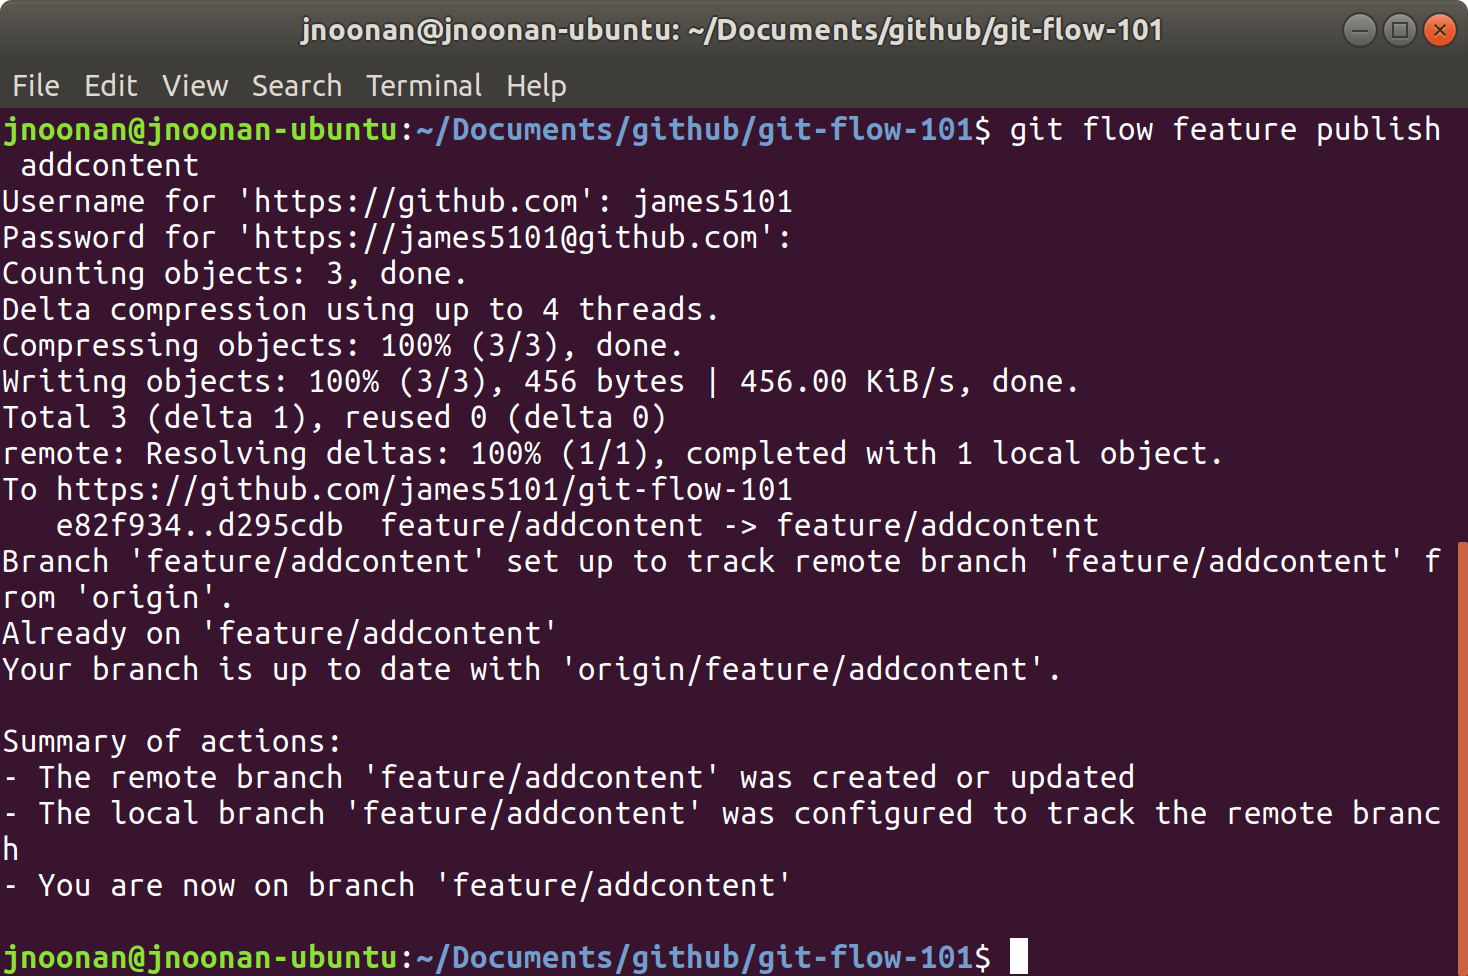 jnoonan@jnoonan-ubuntu: ~/Documents/github/git-flow-101
File Edit View Search Terminal Help
jnoonan@jnoonan-ubuntu:~/Documents/github/git-flow-101$ git flow feature publish
 addcontent
Username for 'https://github.com': james5101
Password for 'https://james5101@github.com':
Counting objects: 3, done.
Delta compression using up to 4 threads.
Compressing objects: 100% (3/3), done.
Writing objects: 100% (3/3), 456 bytes | 456.00 KiB/s, done.
Total 3 (delta 1), reused 0 (delta 0)
remote: Resolving deltas: 100% (1/1), completed with 1 local object.
To https://github.com/james5101/git-flow-101
   e82f934..d295cdb  feature/addcontent -> feature/addcontent
Branch 'feature/addcontent' set up to track remote branch 'feature/addcontent' f
rom 'origin'.
Already on 'feature/addcontent'
Your branch is up to date with 'origin/feature/addcontent'.

Summary of actions:
- The remote branch 'feature/addcontent' was created or updated
- The local branch 'feature/addcontent' was configured to track the remote branc
h
- You are now on branch 'feature/addcontent'

jnoonan@jnoonan-ubuntu:~/Documents/github/git-flow-101$